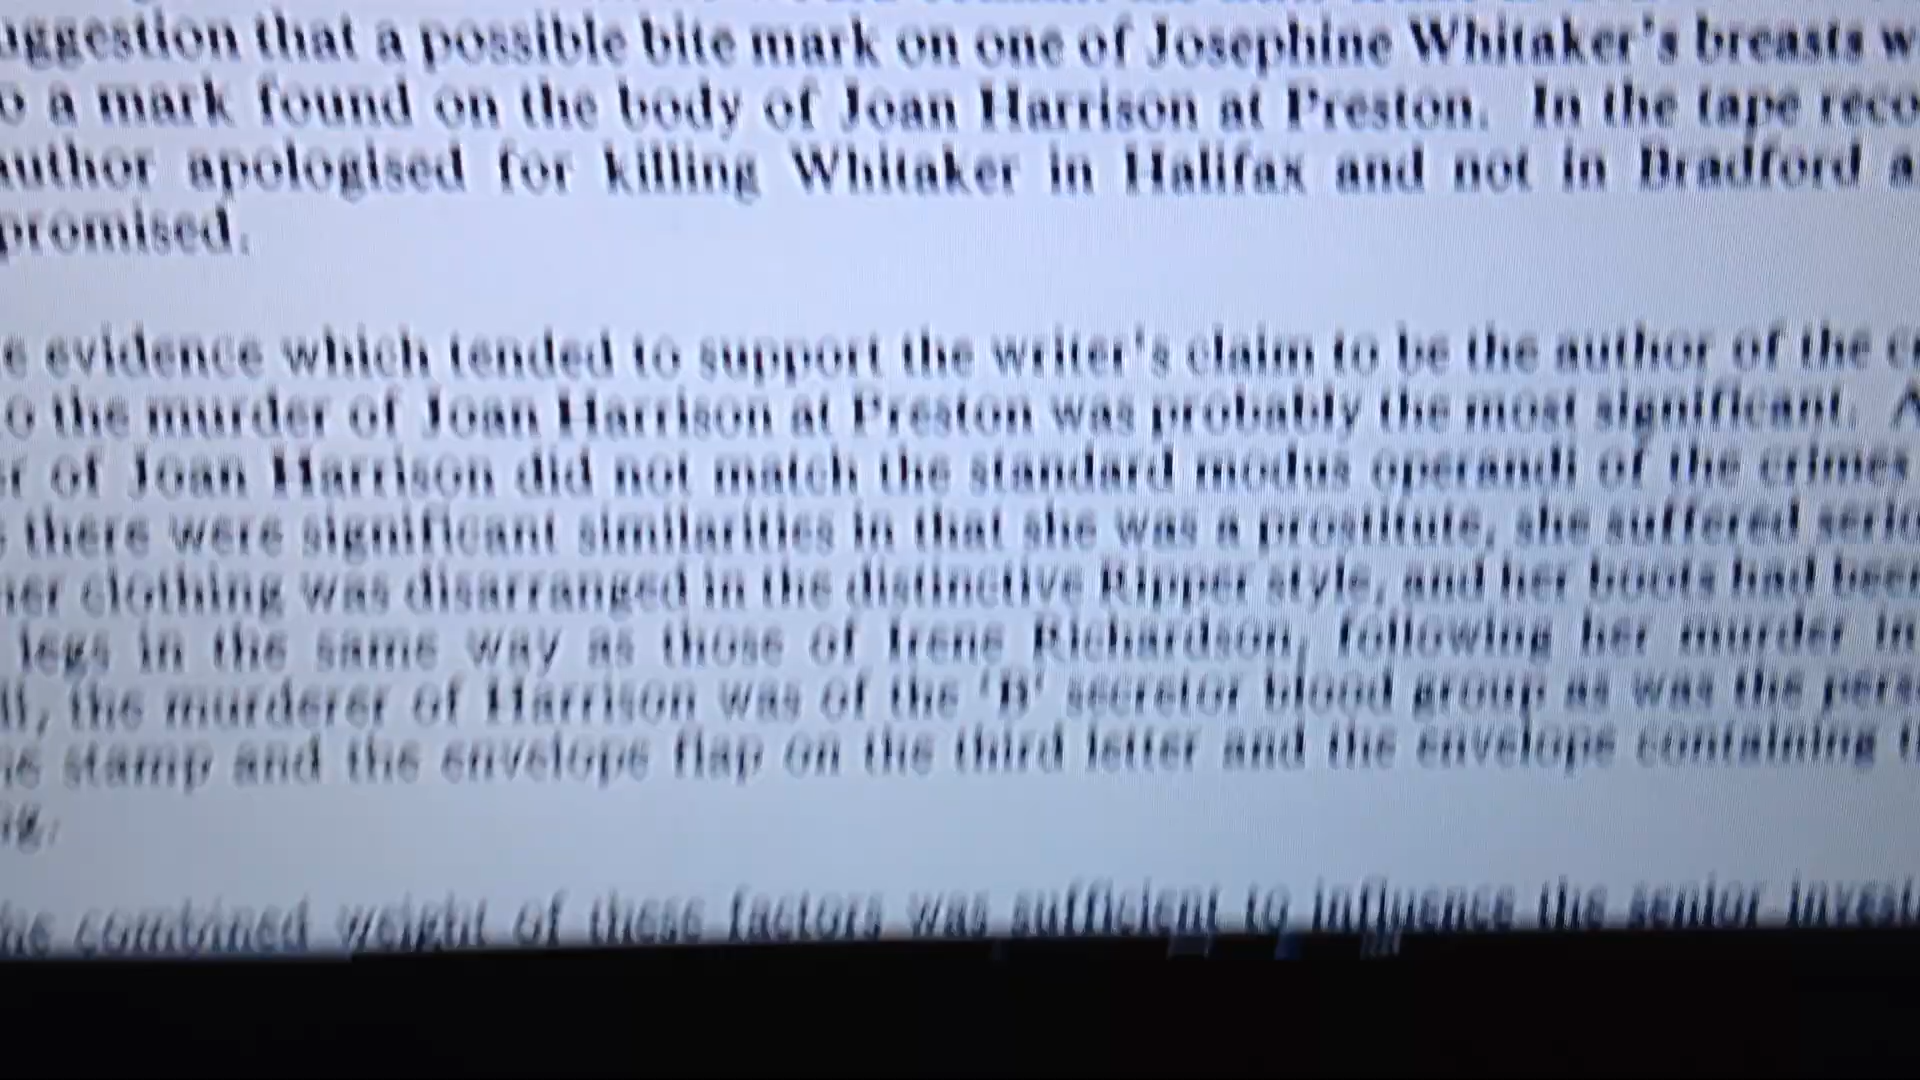 uggestion that a possible bite mark on one of Josephine Whitaker's breasts w
o a mark found on the body of Joan Harrison at Preston. In the tape reco
author apologised for killing Whitaker in Halifax and not in Bradford a
promised.
e evidence which tended to support the writer's claim to be the author of the
o the murder of Joan Harrison at Preston was probably the most significant. A
r of Joan Harrison did not match the standard modus operandi of the crimes
there were significant similarities in that she was a prostitute, she suffered
her clothing was disarranged in the distinctive Ripper style, and her boots had been
legs in the same way as those of Irene Richardson, following her murder in
ll, the murderer of Harrison was of the 'B' secretor blood group as was the
he stamp and the envelope flap on the third letter and the envelope containing
he combined weight of these factors was sufficient to influence the senior